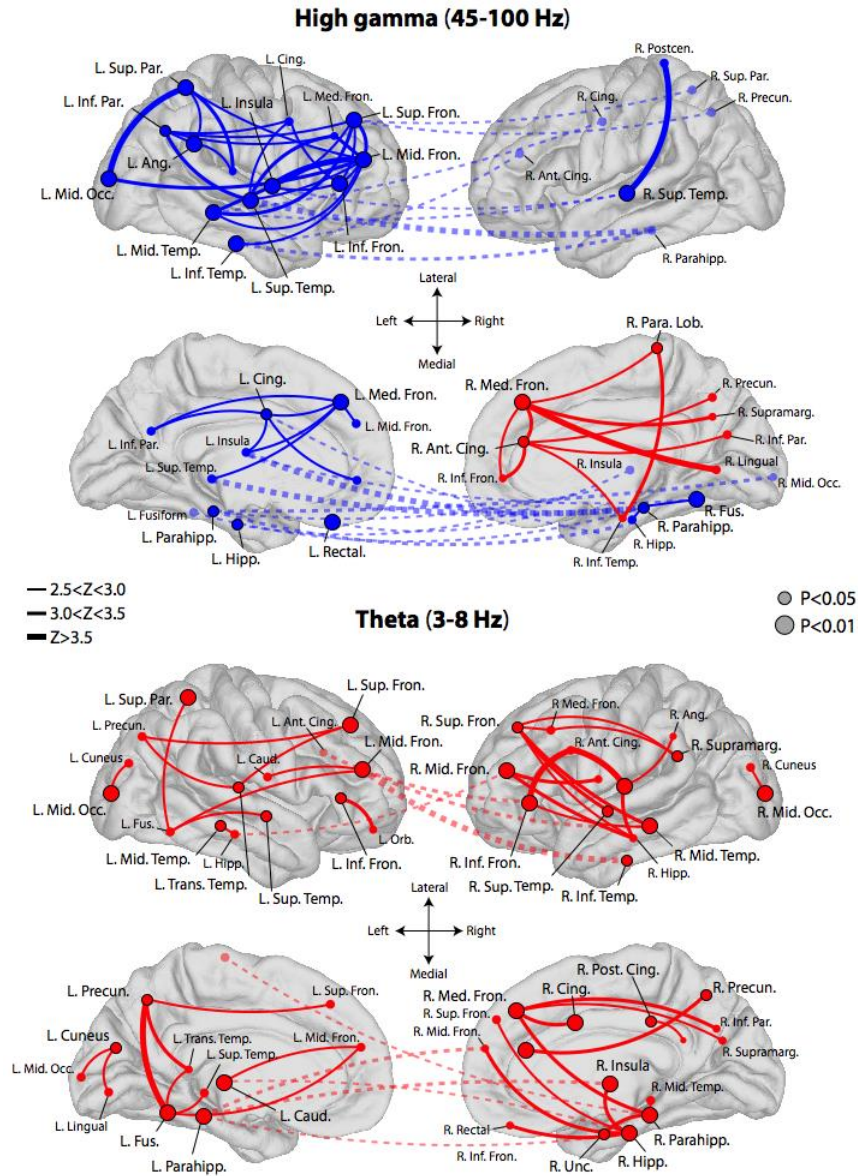 High gamma (45-100 Hz)
L. Sup. Par.
L. Cing.
L. Inf. Par.
L. Insula
L. Med. Fron.
L. Sup. Fron.
L. Ang.
L. Mid. Fron.
L. Mid. Occ.
L. Mid. Temp.
L. Inf. Fron.
L. Inf. Temp.
L. Sup. Temp.
R. Postcen.
R. Sup. Par.
R. Cing.
R. Precun.
R. Ant. Cing.
R. Sup. Temp.
R. Parahipp.
Lateral
Left
Right
Medial
L. Cing.
L. Med. Fron.
L. Mid. Fron.
L. Inf. Par.
L. Insula
L. Sup. Temp.
L. Fusiform
L. Parahipp.
L. Hipp.
L. Rectal.
R. Para. Lob.
R. Med. Fron.
R. Precun.
R. Supramarg.
R. Ant. Cing.
R. Inf. Par.
R. Insula
R. Lingual
R. Inf. Fron.
R. Mid. Occ.
R. Fus.
R. Parahipp.
R. Hipp.
R. Inf. Temp.
2.5<Z<3.0
3.0<Z<3.5
Z>3.5
P<0.05
P<0.01
Theta (3-8 Hz)
L. Sup. Par.
L. Sup. Fron.
L. Precun.
L. Ant. Cing.
L. Mid. Fron.
L. Cuneus
L. Caud.
L. Mid. Occ.
L. Fus.
L. Orb.
L. Mid. Temp.
L. Hipp.
L. Inf. Fron.
L. Trans. Temp.
L. Sup. Temp.
R Med. Fron.
R. Sup. Fron.
R. Ang.
R. Ant. Cing.
R. Supramarg.
R. Mid. Fron.
R. Cuneus
R. Mid. Occ.
R. Inf. Fron.
R. Mid. Temp.
R. Sup. Temp.
R. Hipp.
R. Inf. Temp.
Lateral
Left
Right
Medial
L. Precun.
L. Sup. Fron.
L. Cuneus
L. Trans. Temp.
L. Mid. Fron.
L. Sup. Temp.
L. Mid. Occ.
L. Lingual
L. Caud.
L. Fus.
L. Parahipp.
R. Post. Cing.
R. Cing.
R. Precun.
R. Med. Fron.
R. Sup. Fron.
R. Mid. Fron.
R. Inf. Par.
R. Supramarg.
R. Insula
R. Mid. Temp.
R. Rectal
R. Parahipp.
R. Inf. Fron.
R. Unc.
R. Hipp.